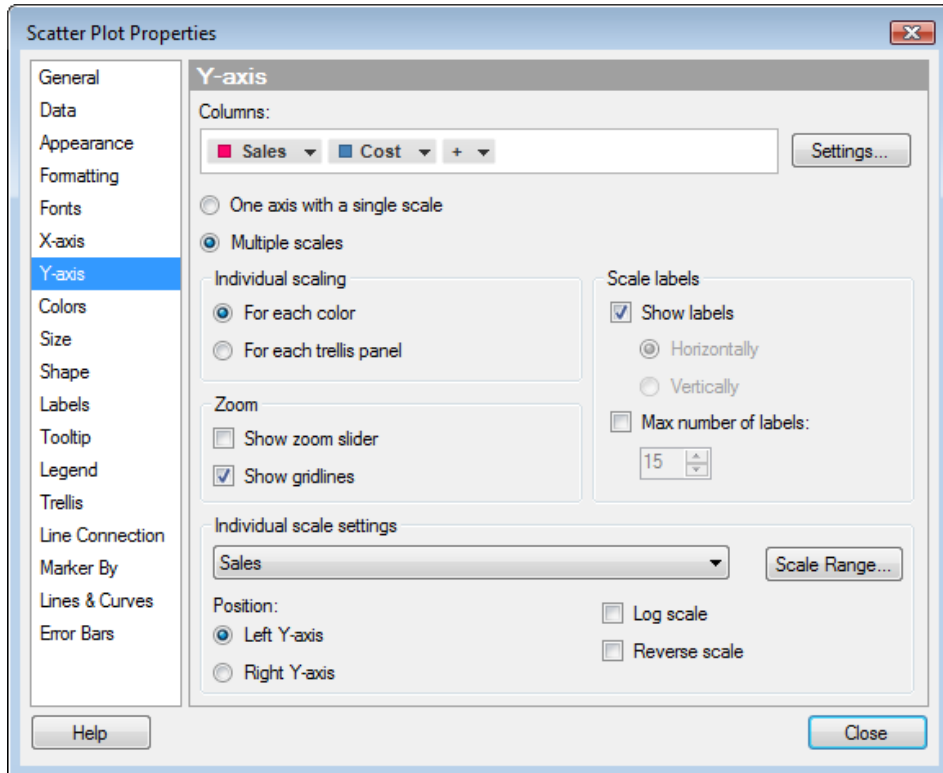 Scatter Plot Properties
General
Data
Appearance
Formatting
Fonts
X-axis
Y-axis
Colors
Size
Shape
Labels
Tooltip
Legend
Trellis
Line Connection
Marker By
Lines & Curves
Error Bars
Y-axis
Columns:
Sales Cost +
Settings...
One axis with a single scale
Multiple scales
Individual scaling
For each color
For each trellis panel
Scale labels
Show labels
Horizontally
Vertically
Max number of labels:
15
Zoom
Show zoom slider
Show gridlines
Individual scale settings
Sales
Scale Range...
Position:
Left Y-axis
Right Y-axis
Log scale
Reverse scale
Help
Close